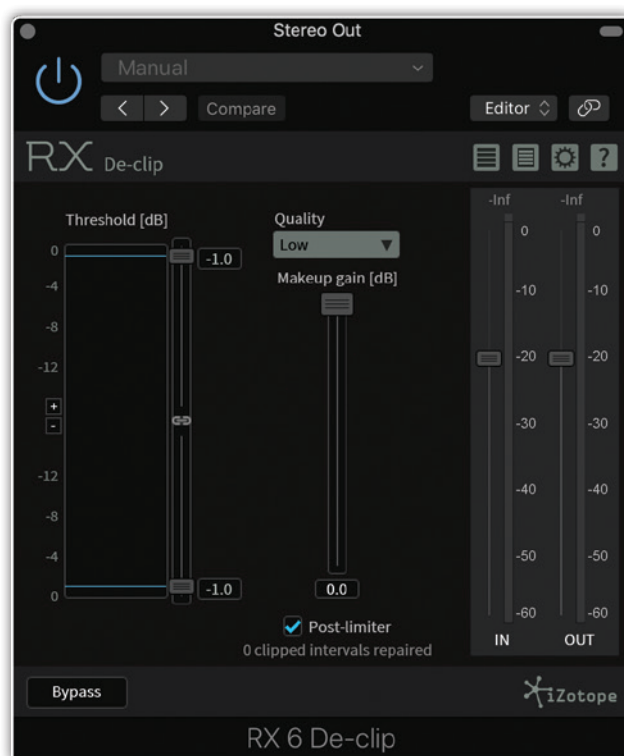 Stereo Out
Manual
Compare
Editor
RX De-clip
?
Threshold [dB]
0
-4
-8
-12
+
-
-12
-8
-4
0
-1.0
-1.0
Quality
Low
Makeup gain [dB]
0.0
Post-limiter
0 clipped intervals repaired
-Inf -Inf
0 0
-10 -10
-20 -20
-30 -30
-40 -40
-50 -50
-60 -60
IN OUT
Bypass
iZotope
RX 6 De-clip